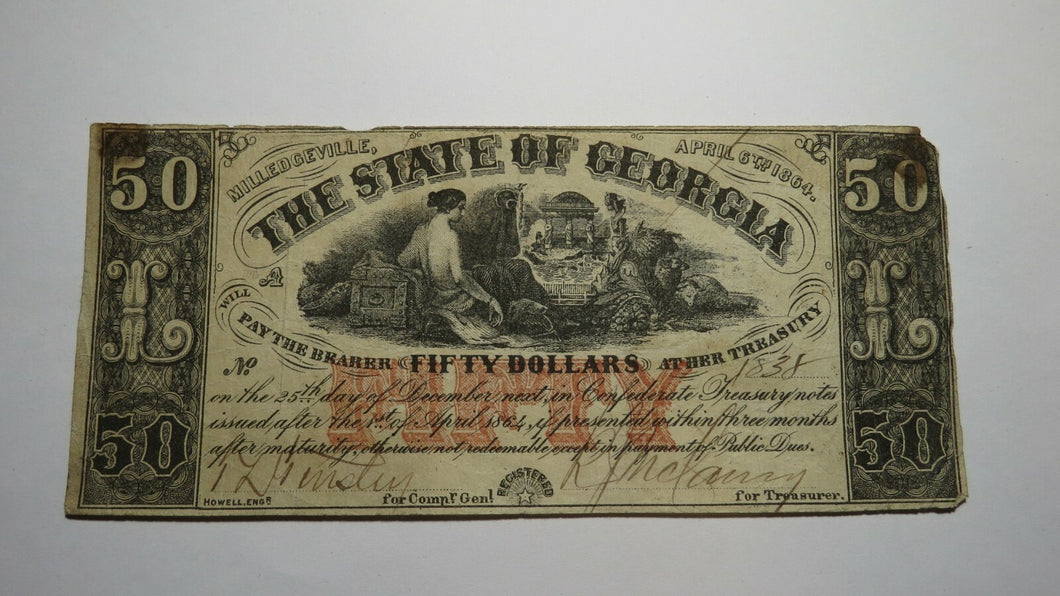 50 MILLEDGEVILLE, APRIL 6TH 1864. 50
THE STATE OF GEORGIA
A
L L
WILL PAY THE BEARER FIFTY DOLLARS AT HER TREASURY
No 1838
FIFTY
on the 25th day of December next, in Confederate Treasury notes
issued after the 1st of April 1864, if presented within three months
after maturity, otherwise not redeemable except in payment of Public Dues.
50 50
for Compr Genl REGISTERED for Treasurer.
HOWELL, ENGR